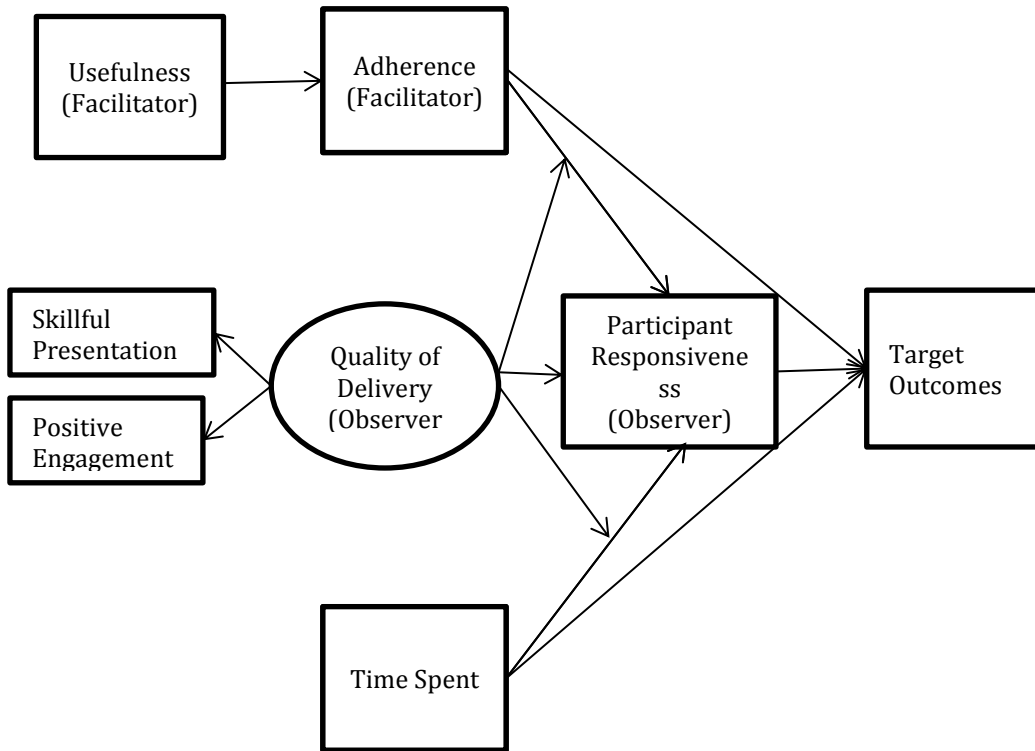 Usefulness
(Facilitator)
Adherence
(Facilitator)
Skillful
Presentation
Positive
Engagement
Quality of
Delivery
(Observer
Participant
Responsivene
ss
(Observer)
Target
Outcomes
Time Spent